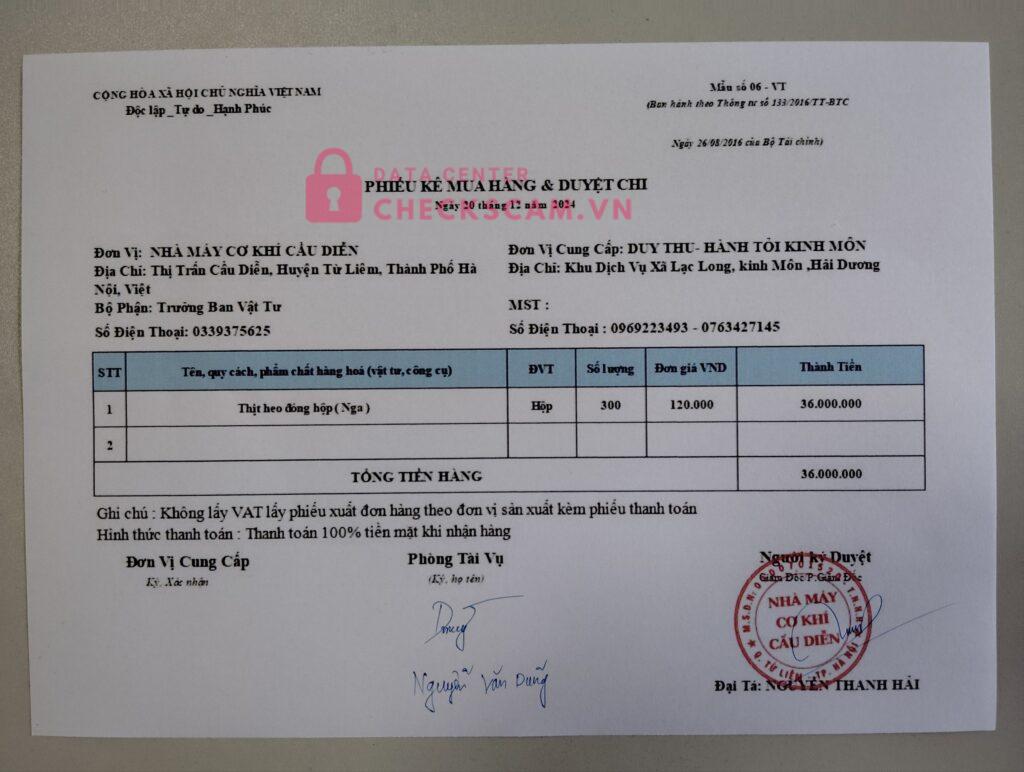 CỘNG HÒA XÃ HỘI CHỦ NGHĨA VIỆT NAM
Độc lập _Tự do _Hạnh Phúc
Mẫu số 06 - VT
(Ban hành theo Thông tư số 133/2016/TT-BTC
Ngày 26/08/2016 của Bộ Tài chính)
DATA CENTER
CHECKSCAM.VN
PHIẾU KÊ MUA HÀNG & DUYỆT CHI
Ngày 20 tháng 12 năm 2024
Đơn Vị: NHÀ MÁY CƠ KHÍ CẦU DIỄN
Địa Chỉ: Thị Trấn Cầu Diễn, Huyện Từ Liêm, Thành Phố Hà
Nội, Việt
Bộ Phận: Trưởng Ban Vật Tư
Số Điện Thoại: 0339375625
Đơn Vị Cung Cấp: DUY THU- HÀNH TỎI KINH MÔN
Địa Chỉ: Khu Dịch Vụ Xã Lạc Long, kinh Môn ,Hải Dương
MST :
Số Điện Thoại : 0969223493 - 0763427145
STT Tên, quy cách, phẩm chất hàng hoá (vật tư, công cụ) ĐVT Số lượng Đơn giá VND Thành Tiền
1 Thịt heo đóng hộp ( Nga ) Hộp 300 120.000 36.000.000
2
TỔNG TIỀN HÀNG 36.000.000
Ghi chú : Không lấy VAT lấy phiếu xuất đơn hàng theo đơn vị sản xuất kèm phiếu thanh toán
Hình thức thanh toán : Thanh toán 100% tiền mặt khi nhận hàng
Đơn Vị Cung Cấp
Ký, Xác nhận
Phòng Tài Vụ
(Ký, họ tên)
Nguyễn Văn Dũng
Người ký Duyệt
Giám Đốc P.Giám Đốc
NHÀ MÁY
CƠ KHÍ
CẦU DIỄN
Q. TỪ LIÊM - TP. HÀ NỘI
Đại Tá: NGUYỄN THANH HẢI